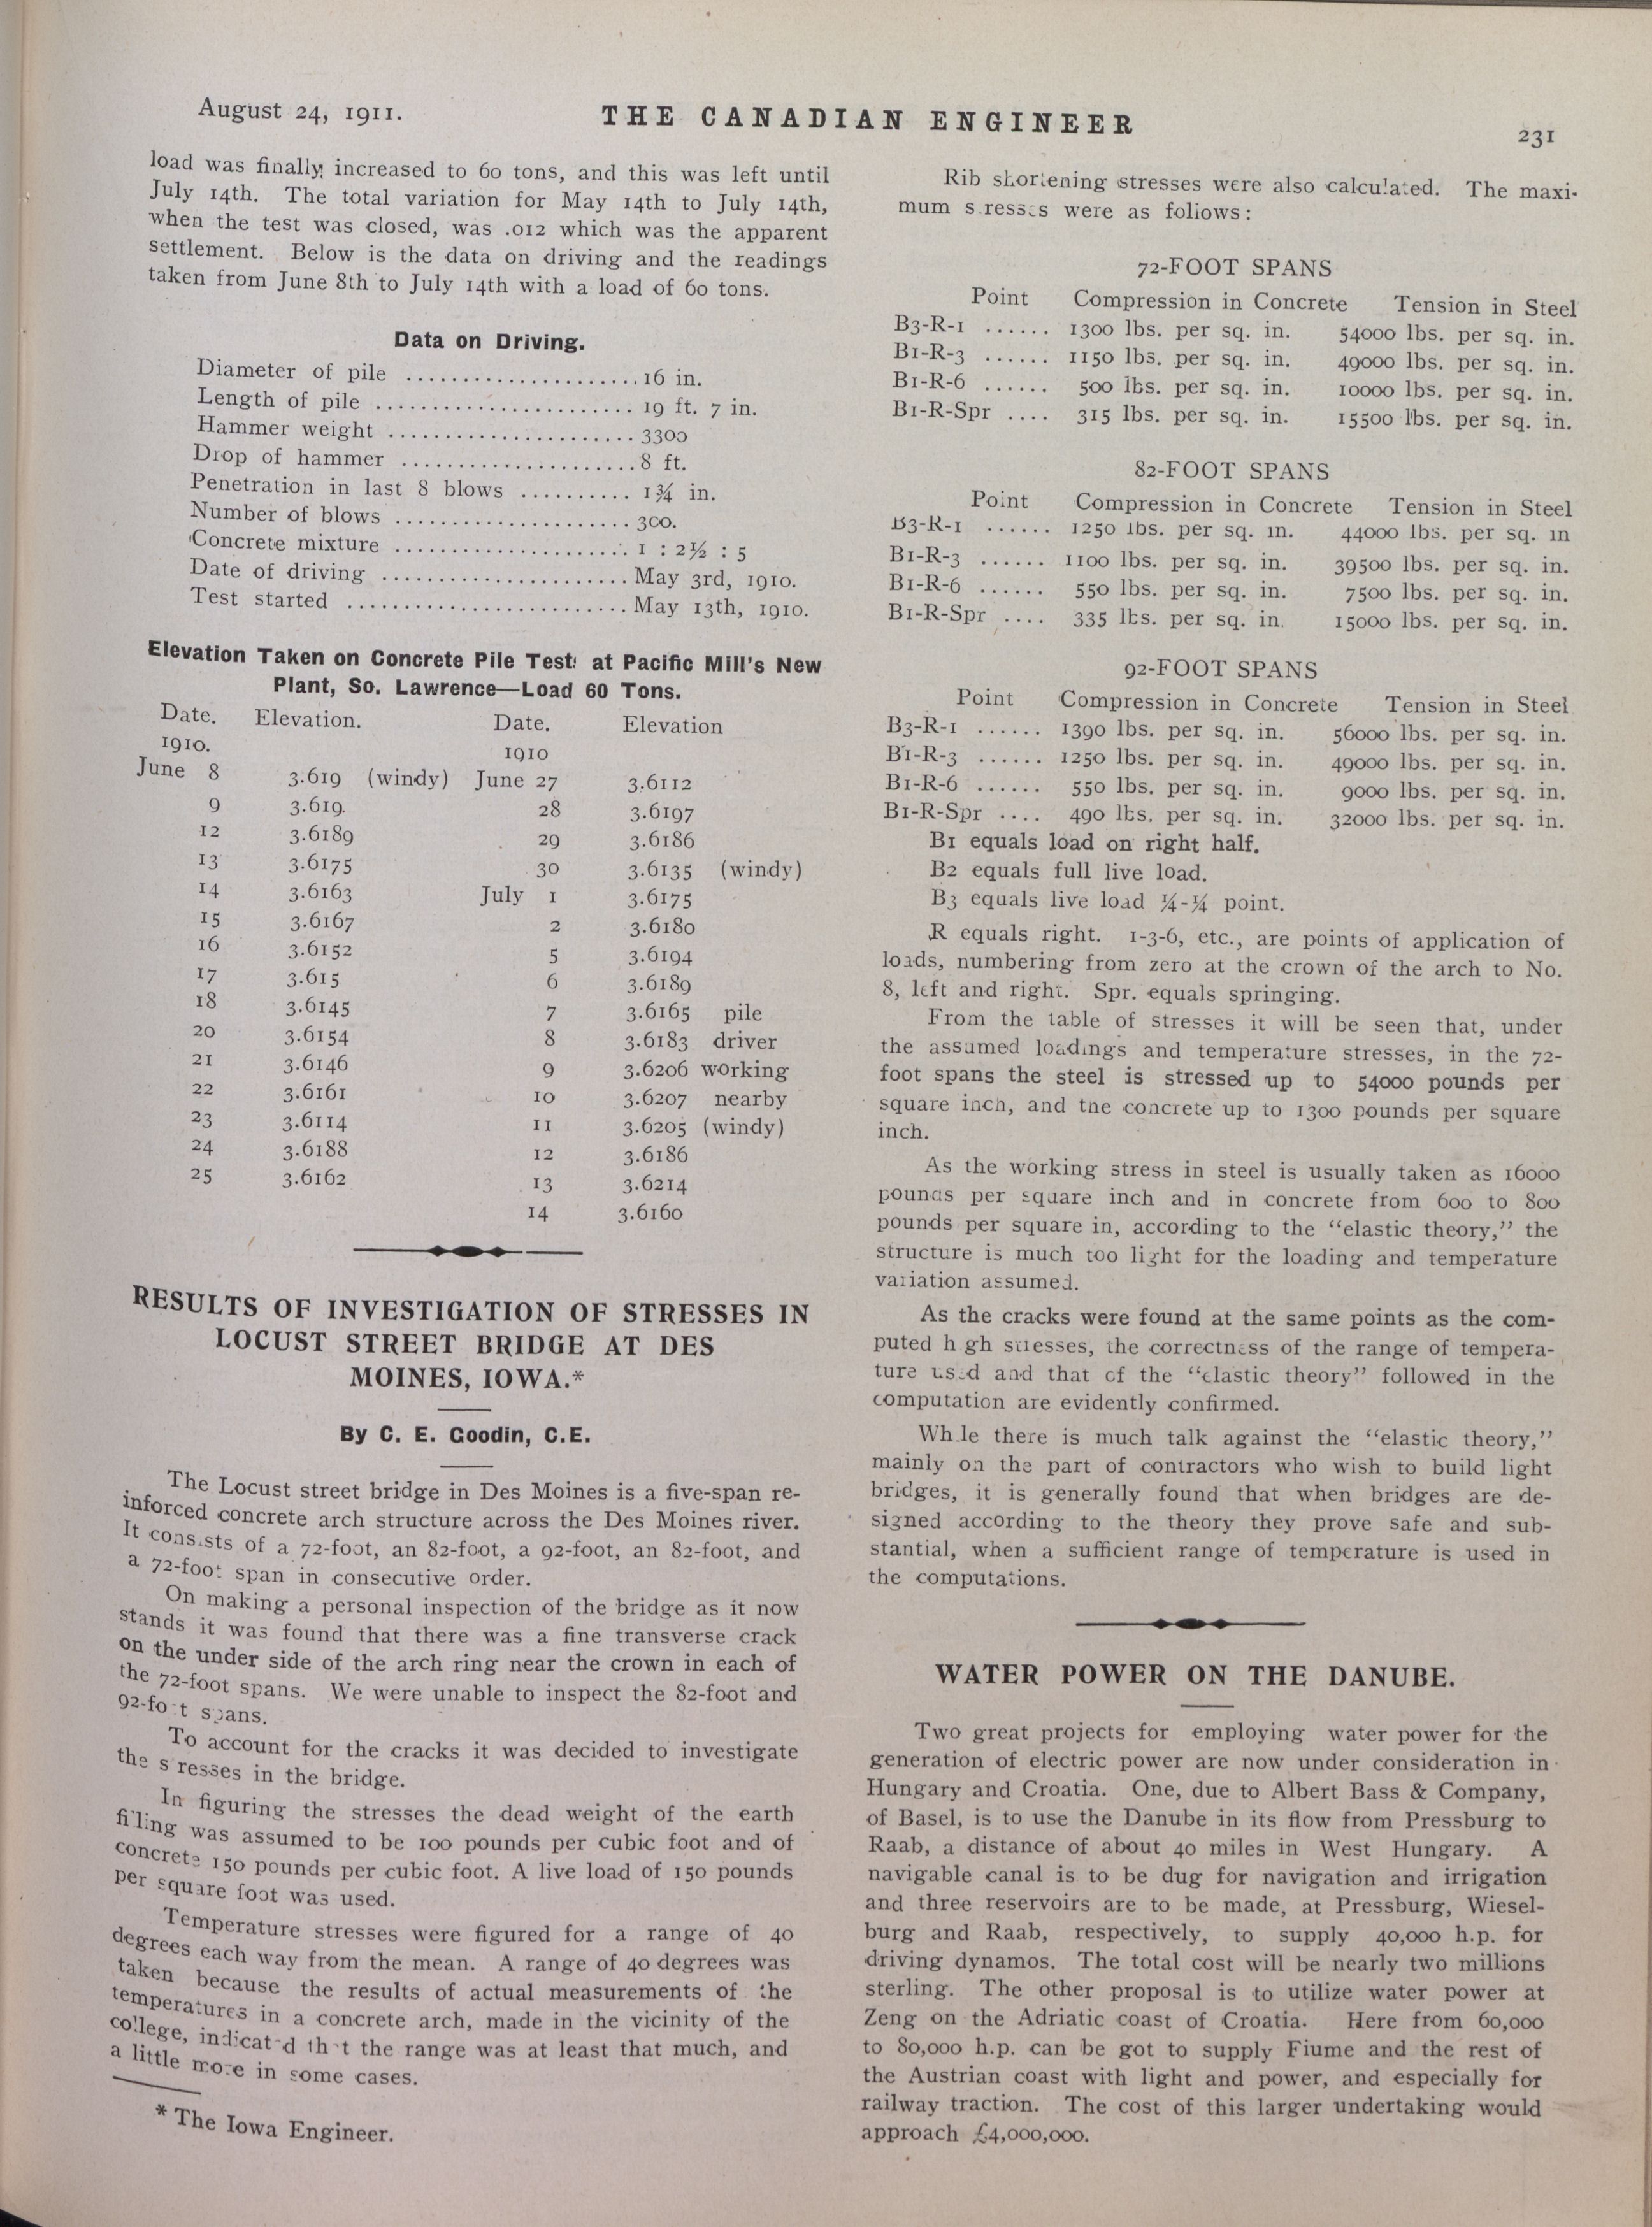 August 24, 1911.
THE CANADIAN ENGINEER
231
load was finally increased to 60 tons, and this was left until
July 14th. The total variation for May 14th to July 14th,
when the test was closed, was .012 which was the apparent
settlement. Below is the data on driving and the readings
taken from June 8th to July 14th with a load of 60 tons.
Data on Driving.
Diameter of pile .....................16 in.
Length of pile ....................... 19 ft. 7 in.
Hammer weight ...................... 3300
Drop of hammer .....................8 ft.
Penetration in last 8 blows .......... 1¾ in.
Number of blows ..................... 300.
Concrete mixture ..................... 1 : 2½ : 5
Date of driving ...................... May 3rd, 1910.
Test started ......................... May 13th, 1910.
Elevation Taken on Concrete Pile Test at Pacific Mill's New
Plant, So. Lawrence—Load 60 Tons.
Date. Elevation. Date. Elevation
1910. 1910
June 8 3.619 (windy) June 27 3.6112
9 3.619. 28 3.6197
12 3.6189 29 3.6186
13 3.6175 30 3.6135 (windy)
14 3.6163 July 1 3.6175
15 3.6167 2 3.6180
16 3.6152 5 3.6194
17 3.615 6 3.6189
18 3.6145 7 3.6165 pile
20 3.6154 8 3.6183 driver
21 3.6146 9 3.6206 working
22 3.6161 10 3.6207 nearby
23 3.6114 11 3.6205 (windy)
24 3.6188 12 3.6186
25 3.6162 13 3.6214
14 3.6160
RESULTS OF INVESTIGATION OF STRESSES IN
LOCUST STREET BRIDGE AT DES
MOINES, IOWA.*
By C. E. Goodin, C.E.
The Locust street bridge in Des Moines is a five-span re-
inforced concrete arch structure across the Des Moines river.
It consists of a 72-foot, an 82-foot, a 92-foot, an 82-foot, and
a 72-foot span in consecutive order.
On making a personal inspection of the bridge as it now
stands it was found that there was a fine transverse crack
on the under side of the arch ring near the crown in each of
the 72-foot spans. We were unable to inspect the 82-foot and
92-foot spans.
To account for the cracks it was decided to investigate
the stresses in the bridge.
In figuring the stresses the dead weight of the earth
filing was assumed to be 100 pounds per cubic foot and of
concrete 150 pounds per cubic foot. A live load of 150 pounds
per square foot was used.
Temperature stresses were figured for a range of 40
degrees each way from the mean. A range of 40 degrees was
taken because the results of actual measurements of the
temperatures in a concrete arch, made in the vicinity of the
college, indicated that the range was at least that much, and
a little more in some cases.
* The Iowa Engineer.
Rib shortening stresses were also calculated. The maxi-
mum stresses were as follows:
72-FOOT SPANS
Point Compression in Concrete Tension in Steel
B3-R-1 ...... 1300 lbs. per sq. in. 54000 lbs. per sq. in.
B1-R-3 ...... 1150 lbs. per sq. in. 49000 lbs. per sq. in.
B1-R-6 ...... 500 lbs. per sq. in. 10000 lbs. per sq. in.
B1-R-Spr .... 315 lbs. per sq. in. 15500 lbs. per sq. in.
82-FOOT SPANS
Point Compression in Concrete Tension in Steel
B3-R-1 ...... 1250 lbs. per sq. in. 44000 lbs. per sq. in
B1-R-3 ...... 1100 lbs. per sq. in. 39500 lbs. per sq. in.
B1-R-6 ...... 550 lbs. per sq. in. 7500 lbs. per sq. in.
B1-R-Spr .... 335 lbs. per sq. in. 15000 lbs. per sq. in.
92-FOOT SPANS
Point Compression in Concrete Tension in Steel
B3-R-1 ...... 1390 lbs. per sq. in. 56000 lbs. per sq. in.
B1-R-3 ...... 1250 lbs. per sq. in. 49000 lbs. per sq. in.
B1-R-6 ...... 550 lbs. per sq. in. 9000 lbs. per sq. in.
B1-R-Spr .... 490 lbs. per sq. in. 32000 lbs. per sq. in.
B1 equals load on right half.
B2 equals full live load.
B3 equals live load ¼-¼ point.
R equals right. 1-3-6, etc., are points of application of
loads, numbering from zero at the crown of the arch to No.
8, left and right. Spr. equals springing.
From the table of stresses it will be seen that, under
the assumed loadings and temperature stresses, in the 72-
foot spans the steel is stressed up to 54000 pounds per
square inch, and the concrete up to 1300 pounds per square
inch.
As the working stress in steel is usually taken as 16000
pounds per square inch and in concrete from 600 to 800
pounds per square in, according to the "elastic theory," the
structure is much too light for the loading and temperature
variation assumed.
As the cracks were found at the same points as the com-
puted high stresses, the correctness of the range of tempera-
ture used and that of the "elastic theory" followed in the
computation are evidently confirmed.
While there is much talk against the "elastic theory,"
mainly on the part of contractors who wish to build light
bridges, it is generally found that when bridges are de-
signed according to the theory they prove safe and sub-
stantial, when a sufficient range of temperature is used in
the computations.
WATER POWER ON THE DANUBE.
Two great projects for employing water power for the
generation of electric power are now under consideration in
Hungary and Croatia. One, due to Albert Bass & Company,
of Basel, is to use the Danube in its flow from Pressburg to
Raab, a distance of about 40 miles in West Hungary. A
navigable canal is to be dug for navigation and irrigation
and three reservoirs are to be made, at Pressburg, Wiesel-
burg and Raab, respectively, to supply 40,000 h.p. for
driving dynamos. The total cost will be nearly two millions
sterling. The other proposal is to utilize water power at
Zeng on the Adriatic coast of Croatia. Here from 60,000
to 80,000 h.p. can be got to supply Fiume and the rest of
the Austrian coast with light and power, and especially for
railway traction. The cost of this larger undertaking would
approach £4,000,000.